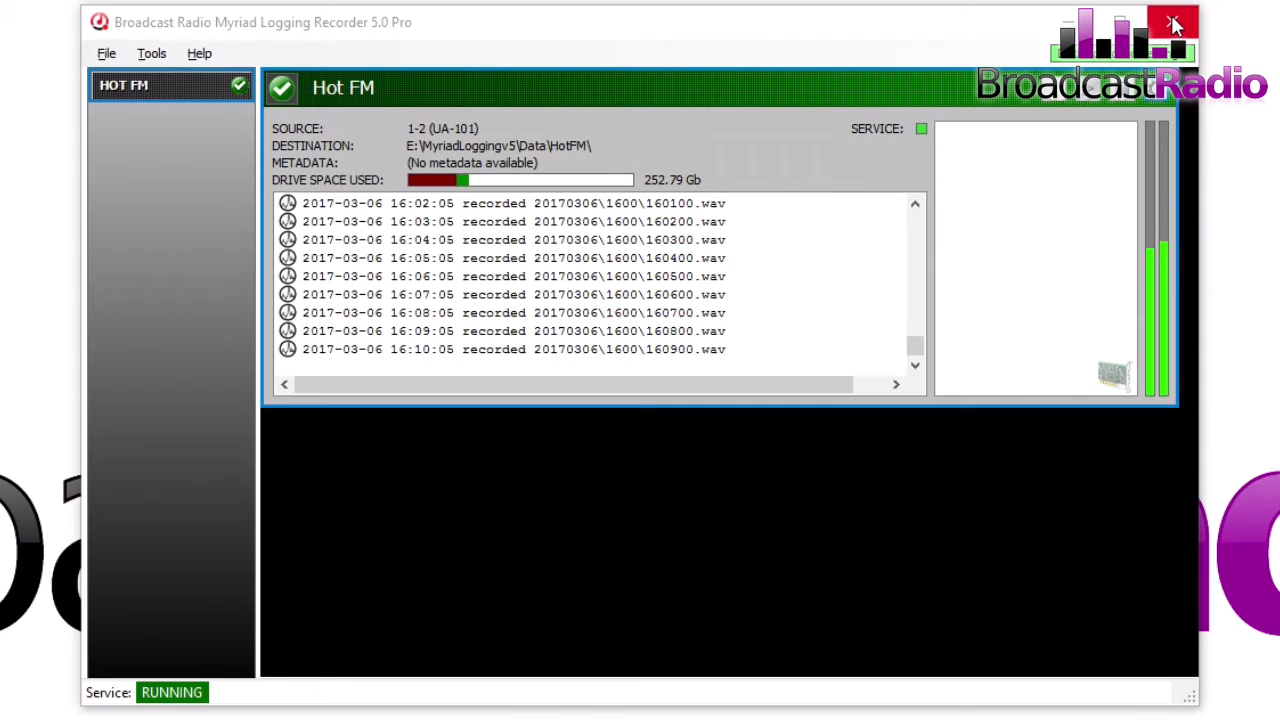 Broadcast Radio Myriad Logging Recorder 5.0 Pro
File Tools Help
BroadcastRadio
HOT FM
Hot FM
SOURCE: 1-2 (UA-101)
SERVICE:
DESTINATION: E:\MyriadLoggingv5\Data\HotFM\
METADATA: (No metadata available)
DRIVE SPACE USED: 252.79 Gb
2017-03-06 16:02:05 recorded 20170306\1600\160100.wav
2017-03-06 16:03:05 recorded 20170306\1600\160200.wav
2017-03-06 16:04:05 recorded 20170306\1600\160300.wav
2017-03-06 16:05:05 recorded 20170306\1600\160400.wav
2017-03-06 16:06:05 recorded 20170306\1600\160500.wav
2017-03-06 16:07:05 recorded 20170306\1600\160600.wav
2017-03-06 16:08:05 recorded 20170306\1600\160700.wav
2017-03-06 16:09:05 recorded 20170306\1600\160800.wav
2017-03-06 16:10:05 recorded 20170306\1600\160900.wav
Service: RUNNING